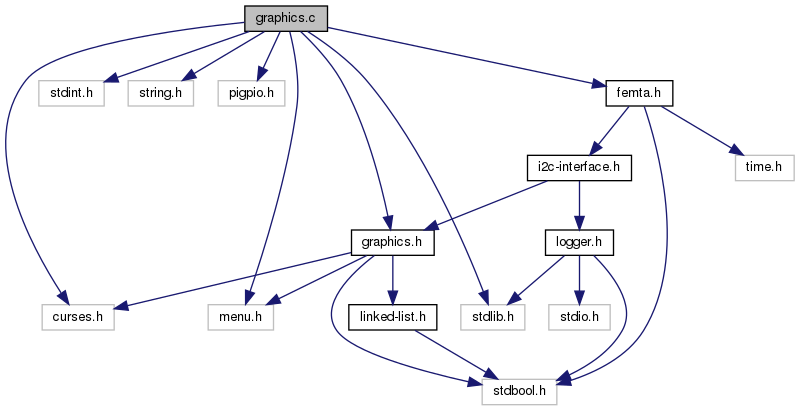 graphics.c
stdint.h
string.h
pigpio.h
femta.h
i2c-interface.h
time.h
graphics.h
logger.h
curses.h
menu.h
linked-list.h
stdlib.h
stdio.h
stdbool.h